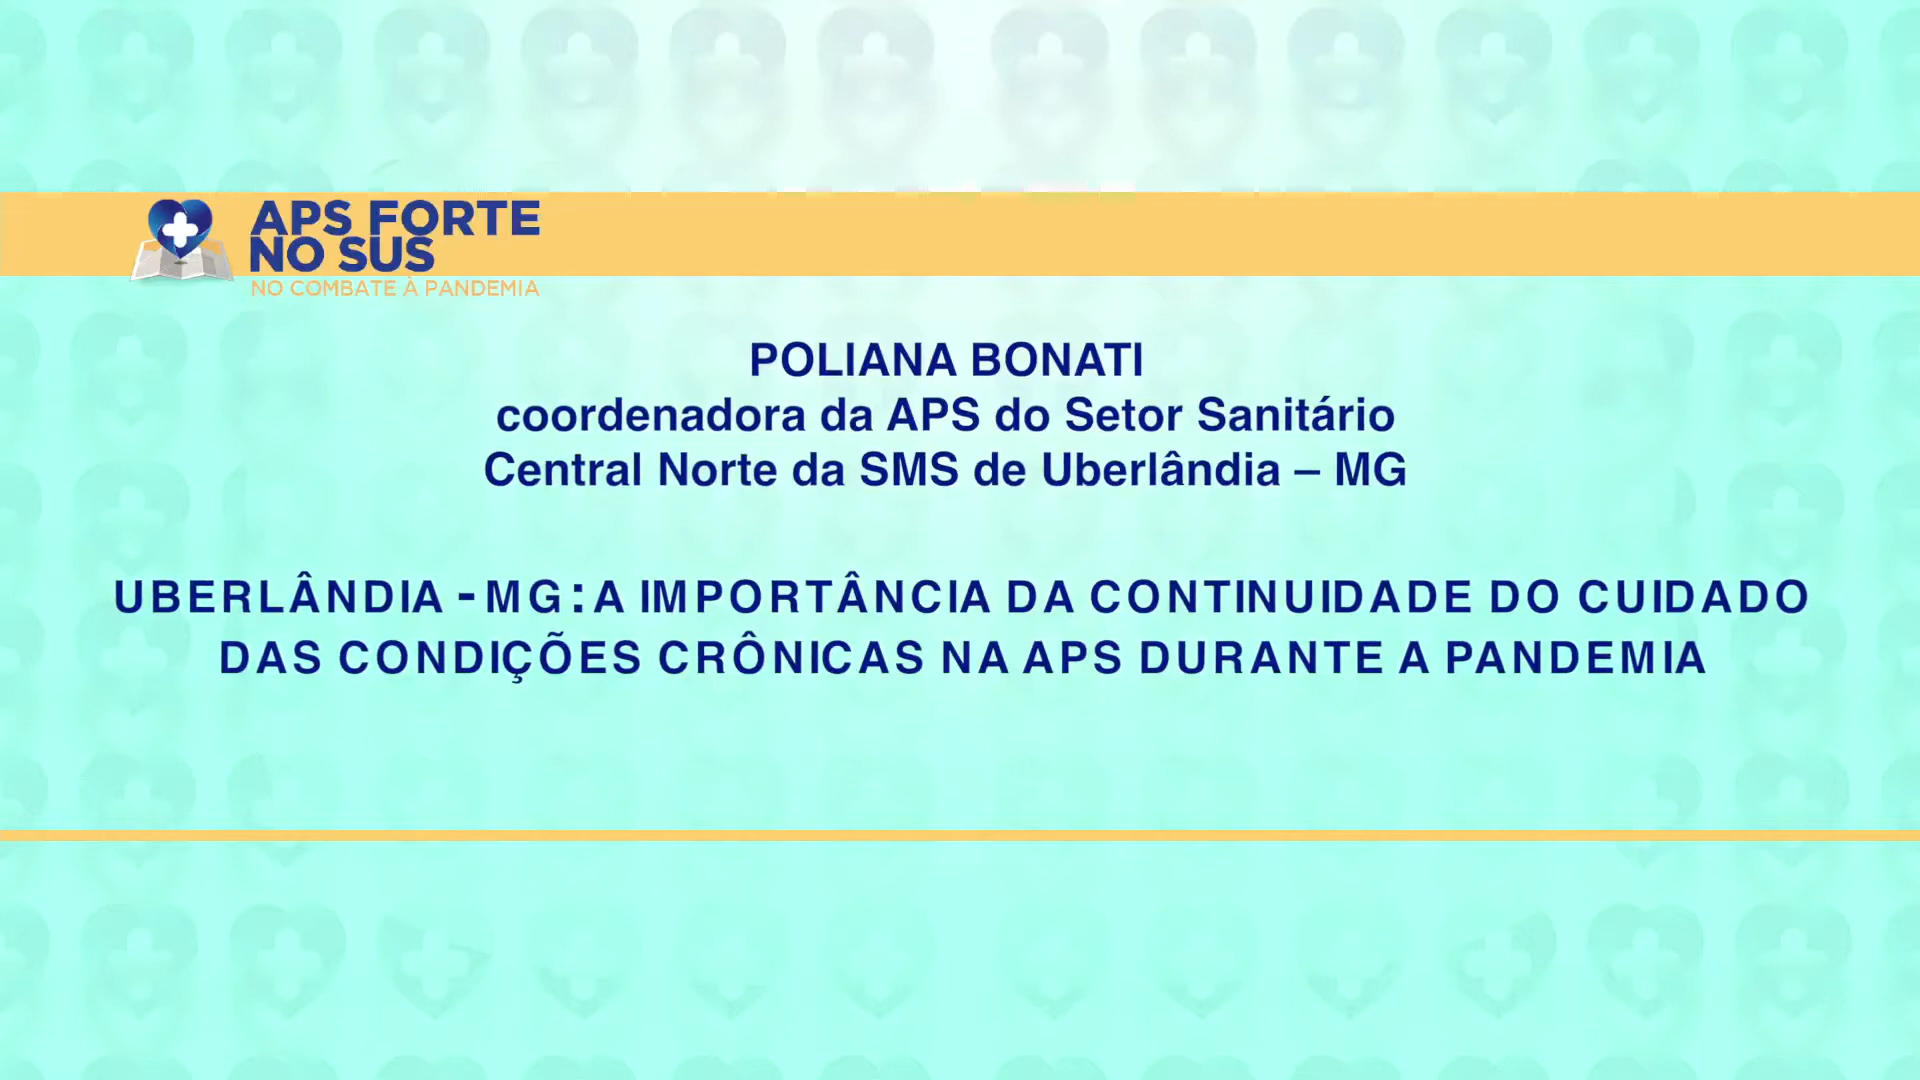 APS FORTE
NO SUS
NO COMBATE À PANDEMIA
POLIANA BONATI
coordenadora da APS do Setor Sanitário
Central Norte da SMS de Uberlândia – MG
UBERLÂNDIA - MG: A IMPORTÂNCIA DA CONTINUIDADE DO CUIDADO
DAS CONDIÇÕES CRÔNICAS NA APS DURANTE A PANDEMIA